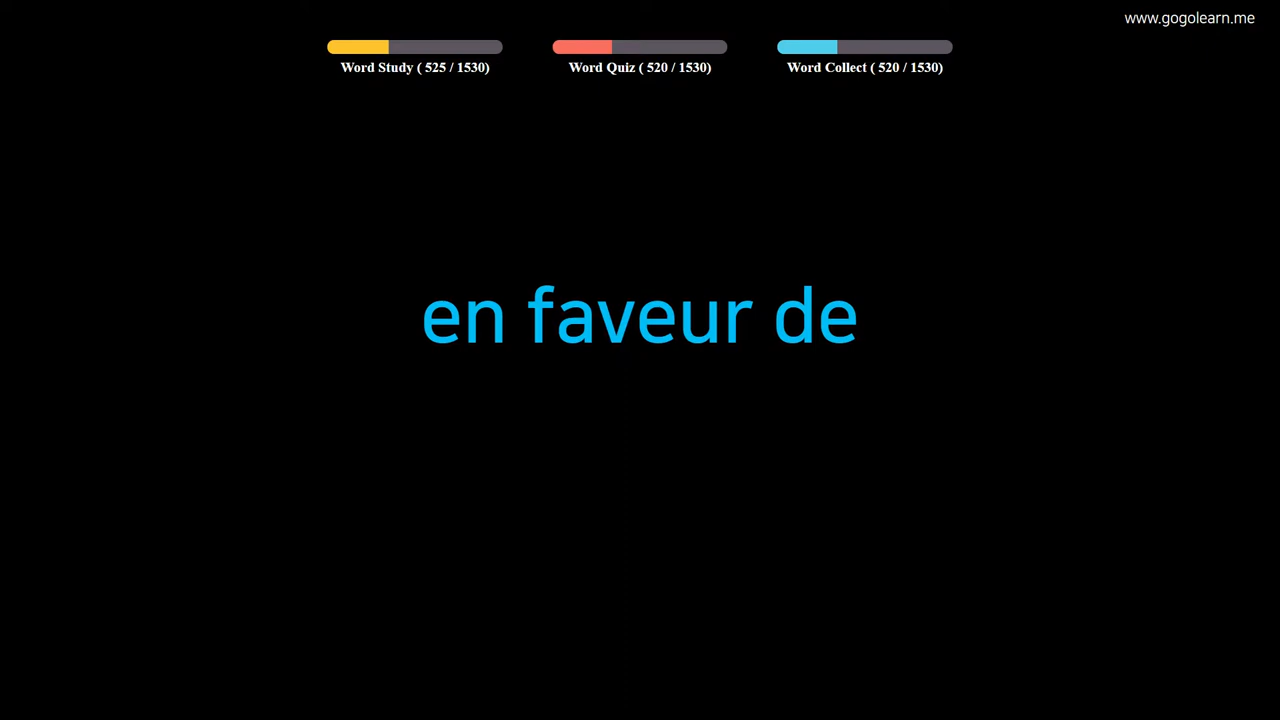 www.gogolearn.me
Word Study ( 525 / 1530)
Word Quiz ( 520 / 1530)
Word Collect ( 520 / 1530)
en faveur de